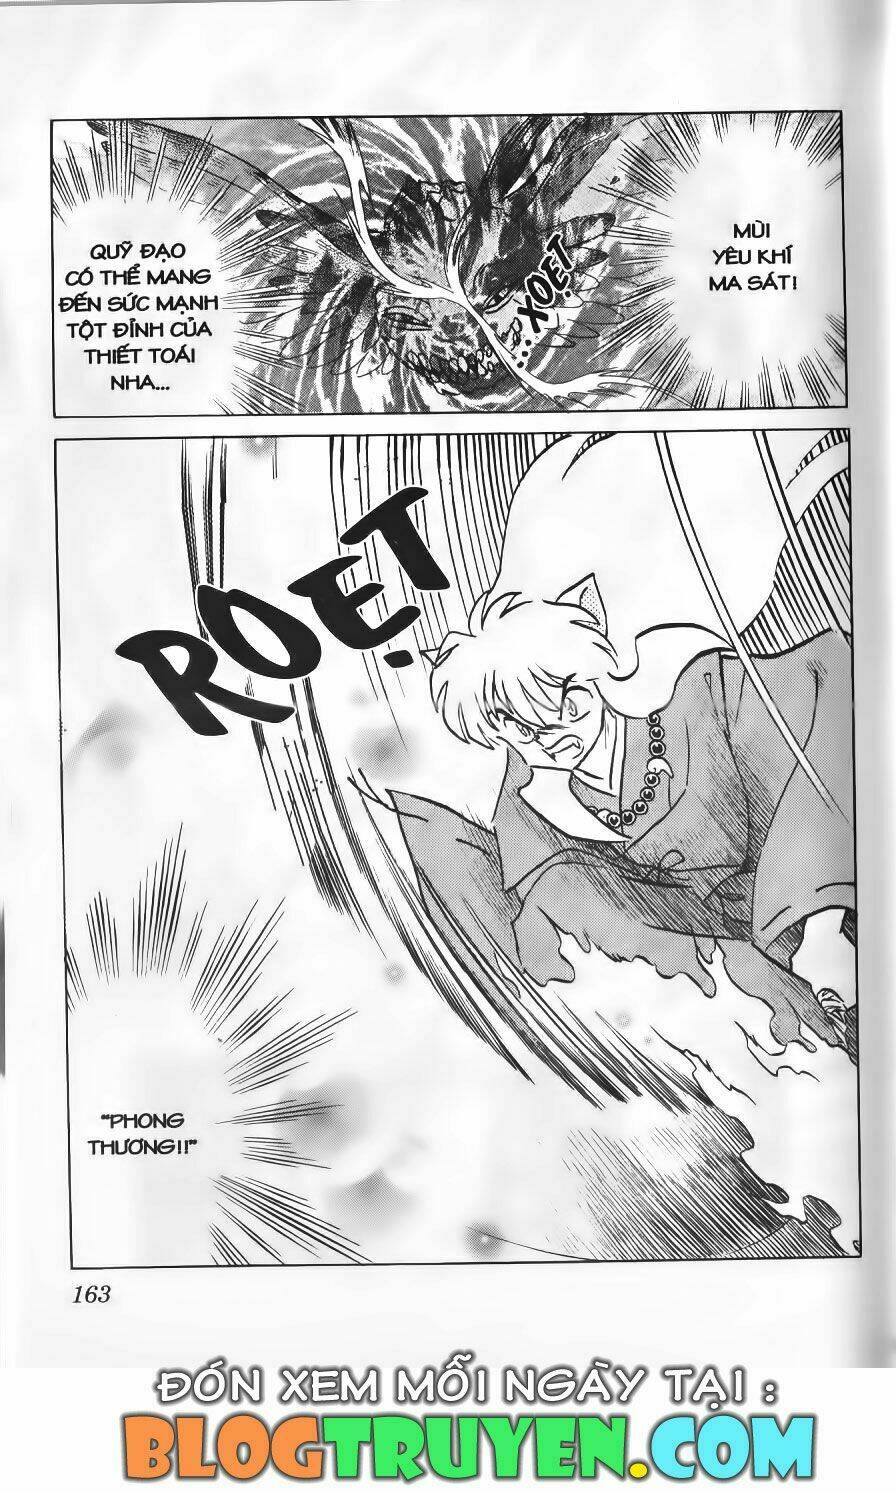 MÙI
YÊU KHÍ
MA SÁT!
...XOẸT
QUỸ ĐẠO
CÓ THỂ MANG
ĐẾN SỨC MẠNH
TỘT ĐỈNH CỦA
THIẾT TOÁI
NHA...
ROẸT
"PHONG
THƯƠNG!!"
163
ĐÓN XEM MỖI NGÀY TẠI :
BLOGTRUYEN.COM